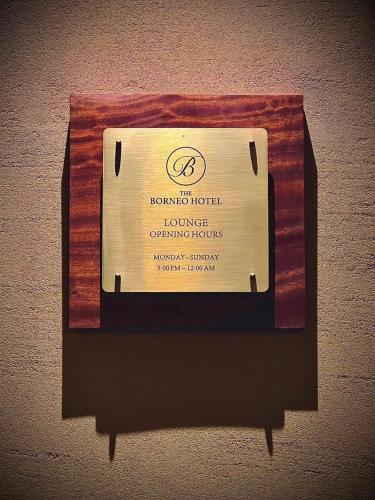 B
THE
BORNEO HOTEL
LOUNGE
OPENING HOURS
MONDAY - SUNDAY
5:00 PM - 12:00 AM